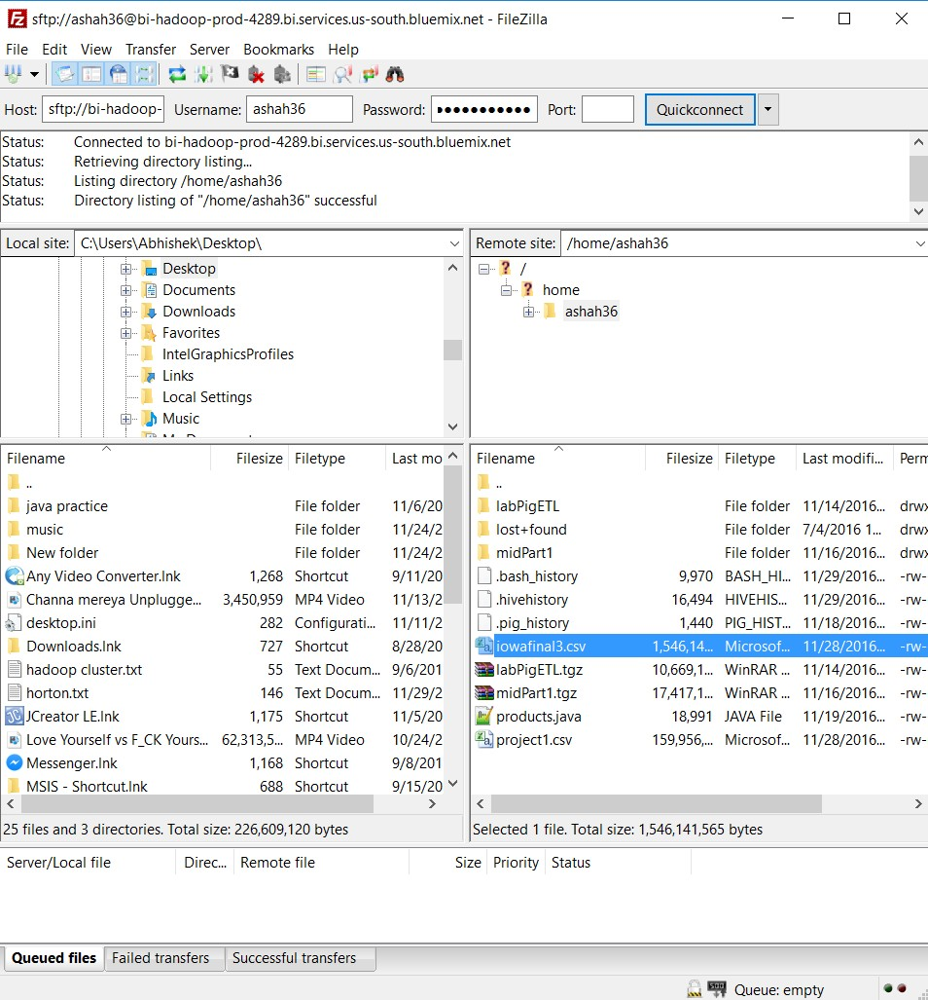 sftp://ashah36@bi-hadoop-prod-4289.bi.services.us-south.bluemix.net - FileZilla
File Edit View Transfer Server Bookmarks Help
Host: sftp://bi-hadoop- Username: ashah36 Password: ●●●●●●●●●●● Port: Quickconnect
Status: Connected to bi-hadoop-prod-4289.bi.services.us-south.bluemix.net
Status: Retrieving directory listing...
Status: Listing directory /home/ashah36
Status: Directory listing of "/home/ashah36" successful
Local site: C:\Users\Abhishek\Desktop\
Desktop
Documents
Downloads
Favorites
IntelGraphicsProfiles
Links
Local Settings
Music
Remote site: /home/ashah36
/
home
ashah36
Filename Filesize Filetype Last mo
..
java practice File folder 11/6/20
music File folder 11/24/2
New folder File folder 11/24/2
Any Video Converter.lnk 1,268 Shortcut 9/11/20
Channa mereya Unplugge... 3,450,959 MP4 Video 11/13/2
desktop.ini 282 Configurati... 11/11/2
Downloads.lnk 727 Shortcut 8/28/20
hadoop cluster.txt 55 Text Docum... 9/6/201
horton.txt 146 Text Docum... 11/29/2
JCreator LE.lnk 1,175 Shortcut 11/5/20
Love Yourself vs F_CK Yours... 62,313,5... MP4 Video 10/24/2
Messenger.lnk 1,168 Shortcut 9/8/201
MSIS - Shortcut.lnk 688 Shortcut 9/15/20
25 files and 3 directories. Total size: 226,609,120 bytes
Filename Filesize Filetype Last modifi... Perm
..
labPigETL File folder 11/14/2016... drwx
lost+found File folder 7/4/2016 1... drwx
midPart1 File folder 11/16/2016... drwx
.bash_history 9,970 BASH_HI... 11/29/2016... -rw-
.hivehistory 16,494 HIVEHIS... 11/29/2016... -rw-
.pig_history 1,440 PIG_HIST... 11/18/2016... -rw-
iowafinal3.csv 1,546,14... Microsof... 11/28/2016... -rw-
labPigETL.tgz 10,669,1... WinRAR ... 11/14/2016... -rw-
midPart1.tgz 17,417,1... WinRAR ... 11/16/2016... -rw-
products.java 18,991 JAVA File 11/19/2016... -rw-
project1.csv 159,956,... Microsof... 11/28/2016... -rw-
Selected 1 file. Total size: 1,546,141,565 bytes
Server/Local file Direc... Remote file Size Priority Status
Queued files Failed transfers Successful transfers
Queue: empty